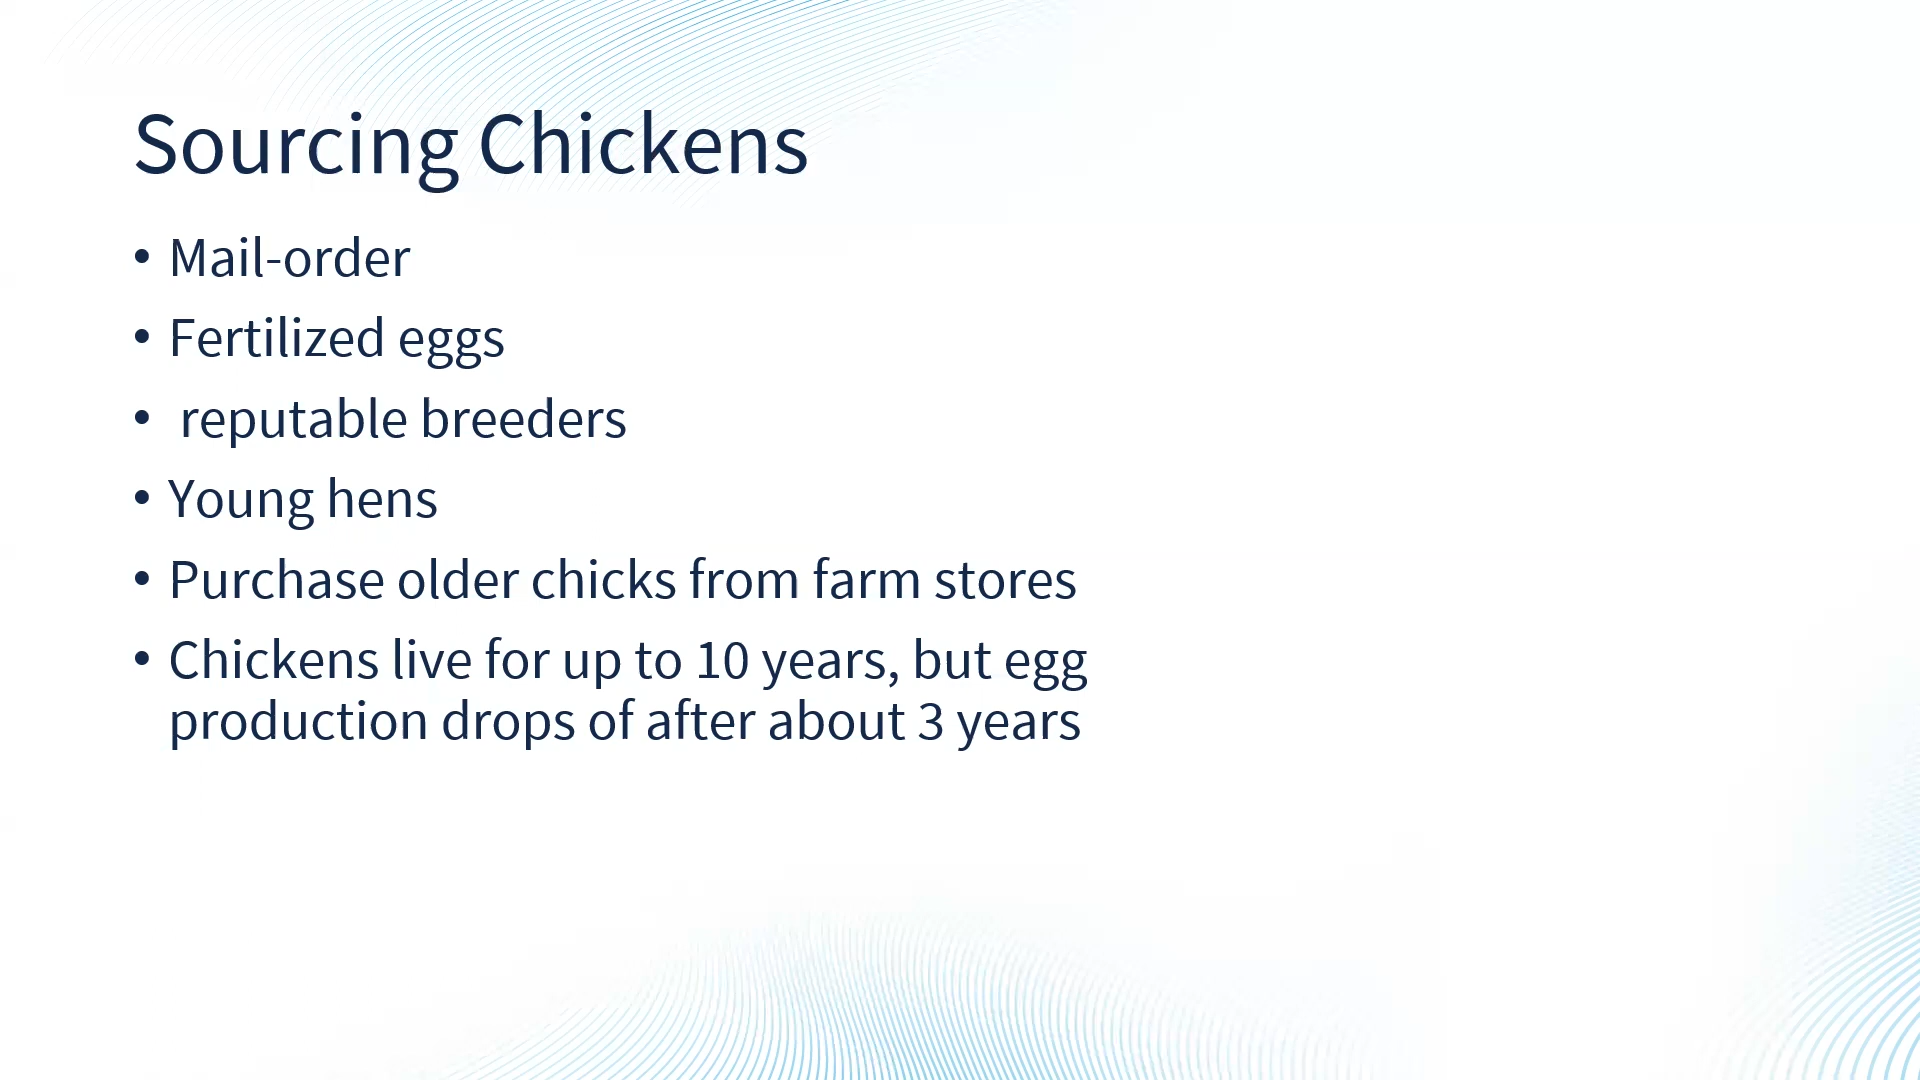 Sourcing Chickens
• Mail-order
• Fertilized eggs
• reputable breeders
• Young hens
• Purchase older chicks from farm stores
• Chickens live for up to 10 years, but egg
production drops of after about 3 years